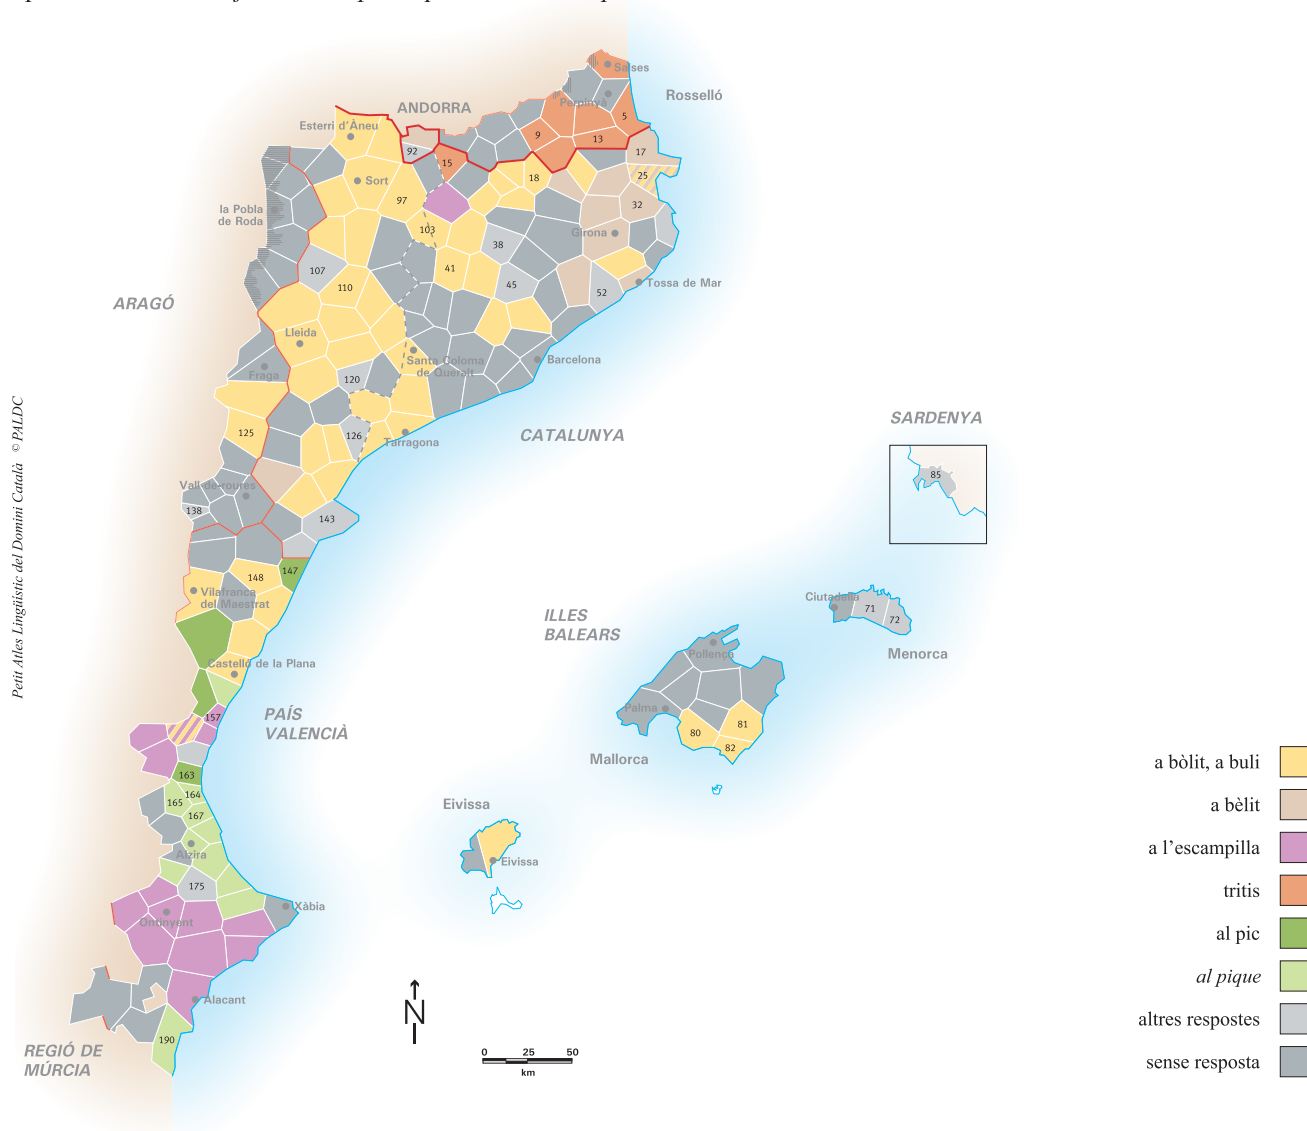 Salses
Rosselló
Perpinyà
ANDORRA
5
Esterri d'Àneu
9
13
92
17
15
25
18
Sort
97
32
la Pobla
de Roda
103
Girona
38
107
41
110
45
52
Tossa de Mar
ARAGÓ
Lleida
Santa Coloma
de Queralt
Barcelona
Fraga
120
SARDENYA
125
126
Tarragona
CATALUNYA
85
Vall-de-roures
138
143
147
148
Vilafranca
del Maestrat
Ciutadella
71
72
ILLES
BALEARS
Menorca
Pollença
Castelló de la Plana
Palma
157
PAÍS
VALENCIÀ
80
81
82
Mallorca
163
164
165
167
Eivissa
Alzira
Eivissa
175
Xàbia
Ontinyent
Alacant
190
N
REGIÓ DE
MÚRCIA
0 25 50
km
Petit Atles Lingüístic del Domini Català © PALDC
a bòlit, a buli
a bèlit
a l'escampilla
tritis
al pic
al pique
altres respostes
sense resposta